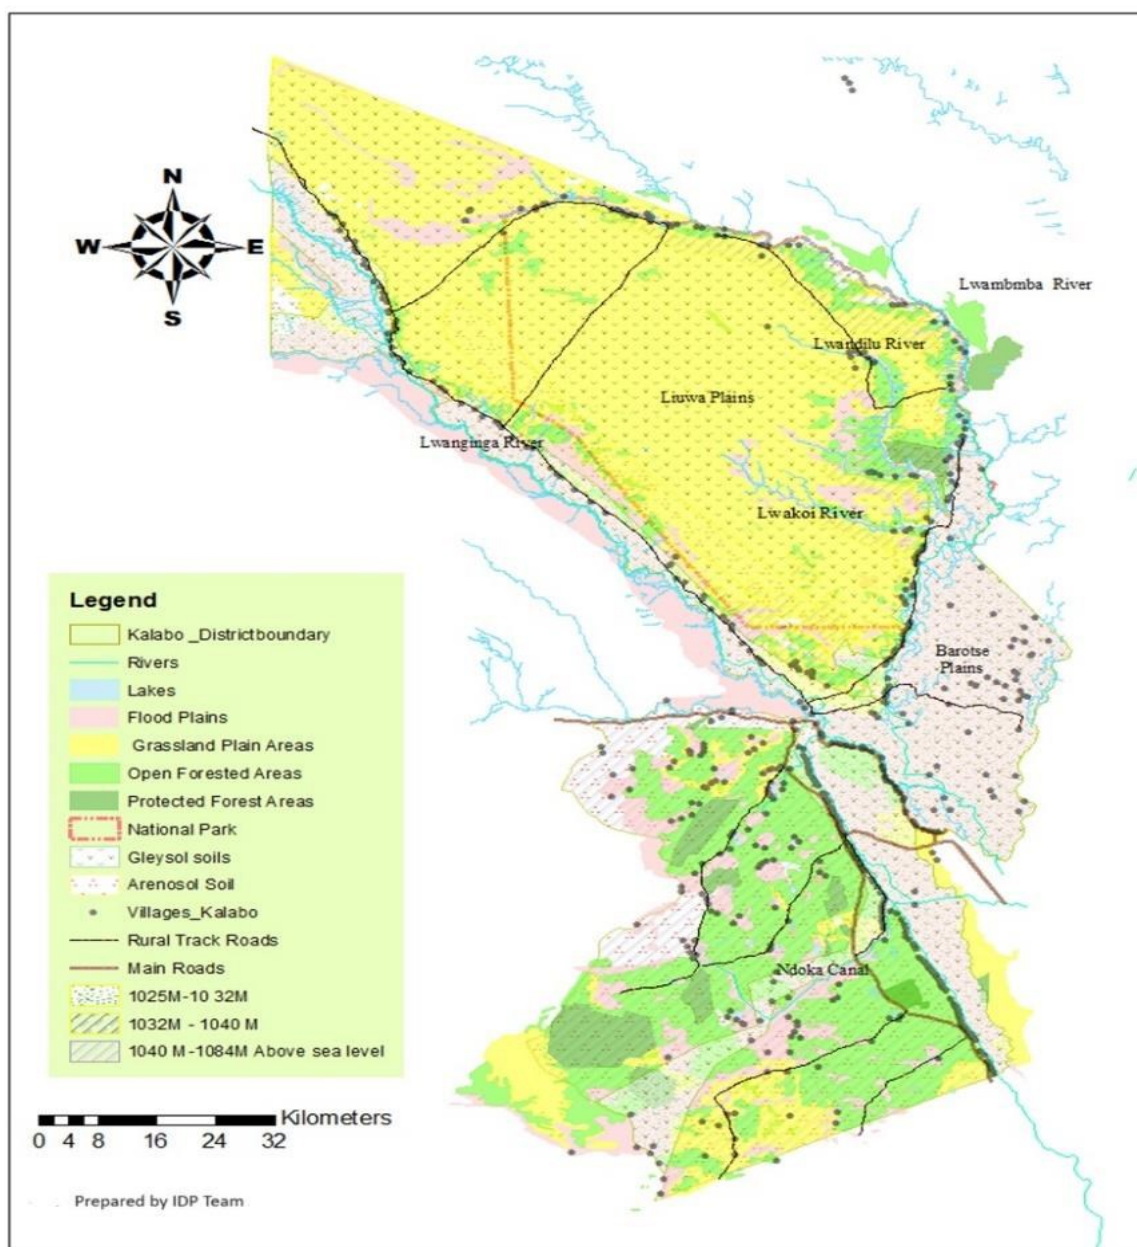 N
W E
S
Lwambmba River
Lwandilu River
Liuwa Plains
Lwanginga River
Lwakoi River
Barotse
Plains
Ndoka Canal
Legend
Kalabo _Districtboundary
Rivers
Lakes
Flood Plains
Grassland Plain Areas
Open Forested Areas
Protected Forest Areas
National Park
Gleysol soils
Arenosol Soil
Villages_Kalabo
Rural Track Roads
Main Roads
1025M-10 32M
1032M - 1040 M
1040 M -1084M Above sea level
Kilometers
0 4 8 16 24 32
Prepared by IDP Team